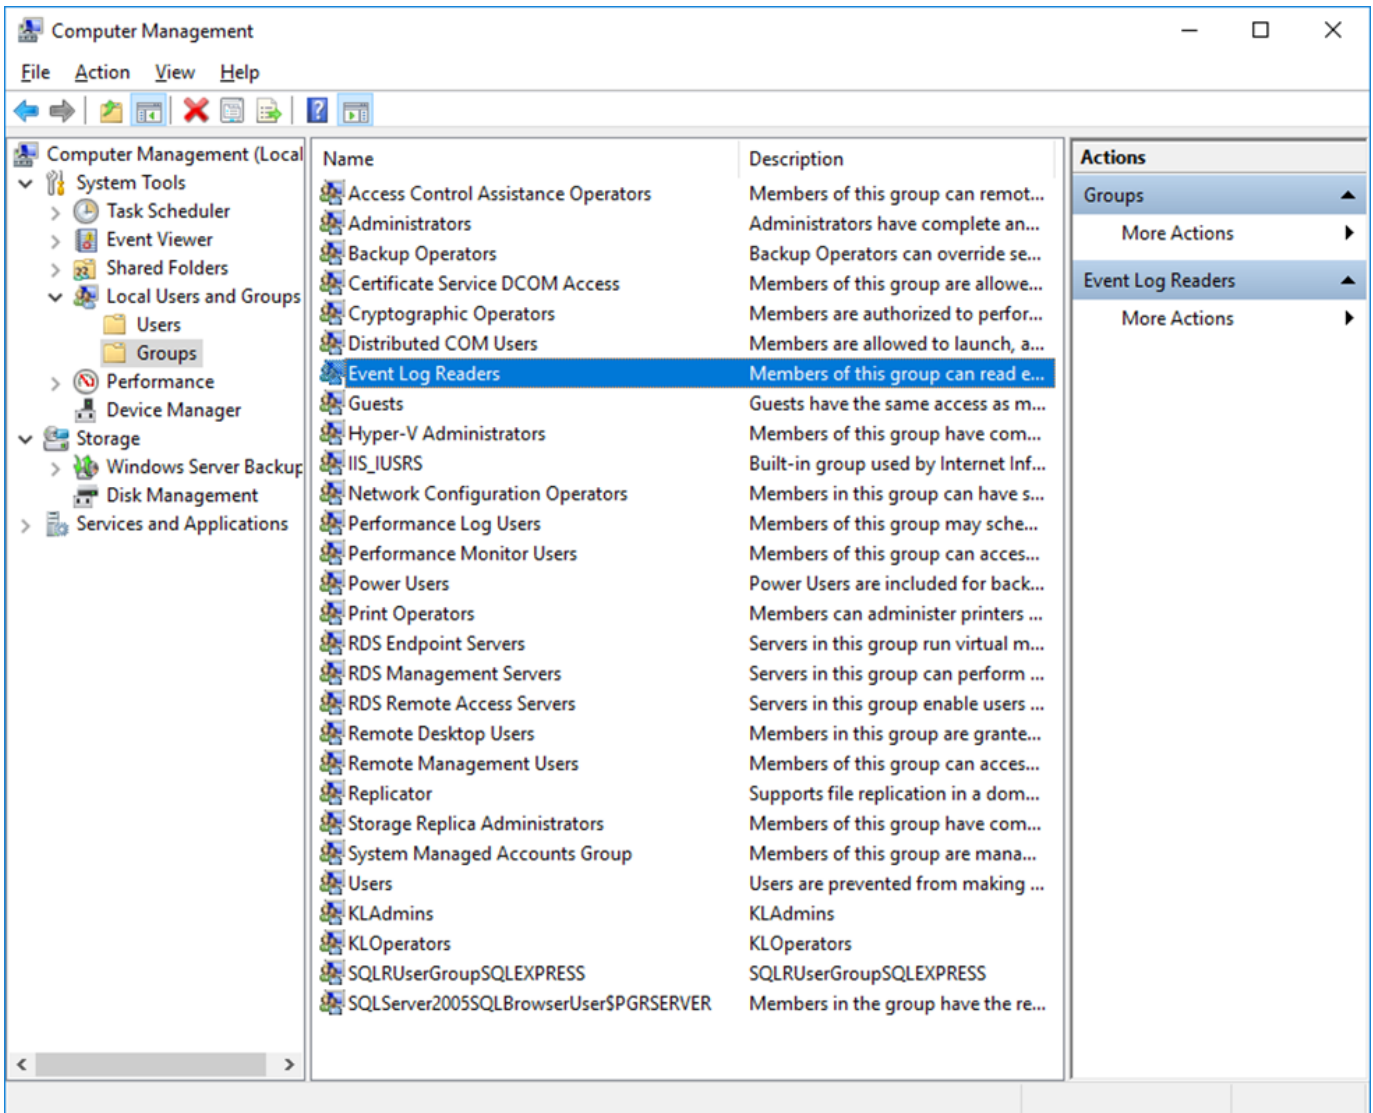 Computer Management
File Action View Help
Computer Management (Local
System Tools
Task Scheduler
Event Viewer
Shared Folders
Local Users and Groups
Users
Groups
Performance
Device Manager
Storage
Windows Server Backup
Disk Management
Services and Applications
Name Description
Access Control Assistance Operators Members of this group can remot...
Administrators Administrators have complete an...
Backup Operators Backup Operators can override se...
Certificate Service DCOM Access Members of this group are allowe...
Cryptographic Operators Members are authorized to perfor...
Distributed COM Users Members are allowed to launch, a...
Event Log Readers Members of this group can read e...
Guests Guests have the same access as m...
Hyper-V Administrators Members of this group have com...
IIS_IUSRS Built-in group used by Internet Inf...
Network Configuration Operators Members in this group can have s...
Performance Log Users Members of this group may sche...
Performance Monitor Users Members of this group can acces...
Power Users Power Users are included for back...
Print Operators Members can administer printers ...
RDS Endpoint Servers Servers in this group run virtual m...
RDS Management Servers Servers in this group can perform ...
RDS Remote Access Servers Servers in this group enable users ...
Remote Desktop Users Members in this group are grante...
Remote Management Users Members of this group can acces...
Replicator Supports file replication in a dom...
Storage Replica Administrators Members of this group have com...
System Managed Accounts Group Members of this group are mana...
Users Users are prevented from making ...
KLAdmins KLAdmins
KLOperators KLOperators
SQLRUserGroupSQLEXPRESS SQLRUserGroupSQLEXPRESS
SQLServer2005SQLBrowserUser$PGRSERVER Members in the group have the re...
Actions
Groups
More Actions
Event Log Readers
More Actions